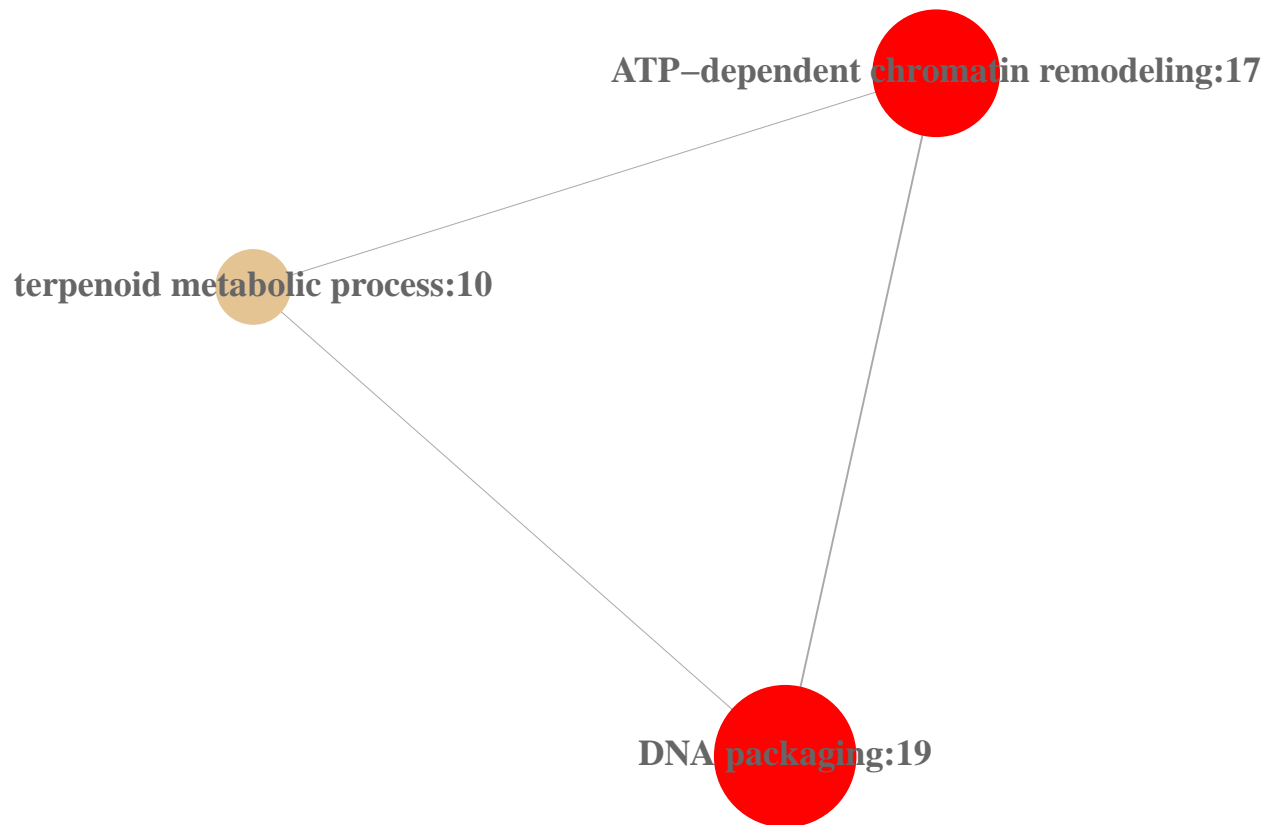 ATP−dependent chromatin remodeling:17
terpenoid metabolic process:10
DNA packaging:19